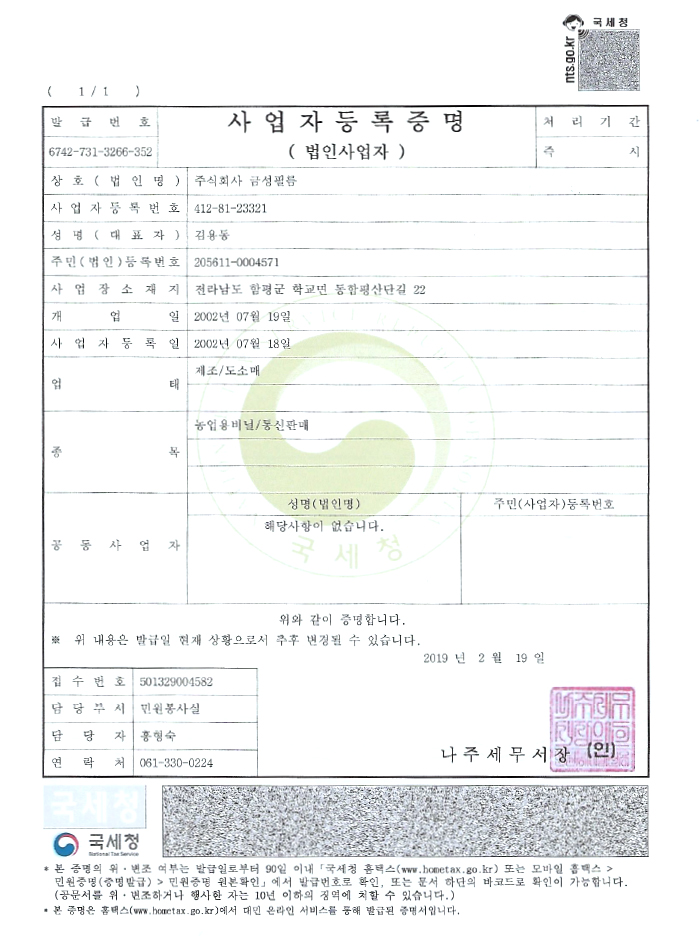 국세청
nts.go.kr
( 1 / 1 )
발 급 번 호
사 업 자 등 록 증 명
처 리 기 간
6742-731-3266-352
( 법인사업자 )
즉 시
상 호 ( 법 인 명 ) 주식회사 금성필름
사 업 자 등 록 번 호 412-81-23321
성 명 ( 대 표 자 ) 김용동
주민(법인)등록번호 205611-0004571
사 업 장 소 재 지 전라남도 함평군 학교면 동함평산단길 22
개 업 일 2002년 07월 19일
사 업 자 등 록 일 2002년 07월 18일
업 태 제조/도소매
종 목 농업용비닐/통신판매
공 동 사 업 자
성명(법인명) 주민(사업자)등록번호
해당사항이 없습니다.
국세청
위와 같이 증명합니다.
※ 위 내용은 발급일 현재 상황으로서 추후 변경될 수 있습니다.
2019 년 2 월 19 일
접 수 번 호 501329004582
담 당 부 서 민원봉사실
담 당 자 홍형숙
연 락 처 061-330-0224
나 주 세 무 서 장 (인)
국세청
국세청
National Tax Service
* 본 증명의 위·변조 여부는 발급일로부터 90일 이내「국세청 홈택스(www.hometax.go.kr) 또는 모바일 홈택스 >
민원증명(증명발급) > 민원증명 원본확인」에서 발급번호로 확인, 또는 문서 하단의 바코드로 확인이 가능합니다.
(공문서를 위·변조하거나 행사한 자는 10년 이하의 징역에 처할 수 있습니다.)
* 본 증명은 홈택스(www.hometax.go.kr)에서 대민 온라인 서비스를 통해 발급된 증명서입니다.